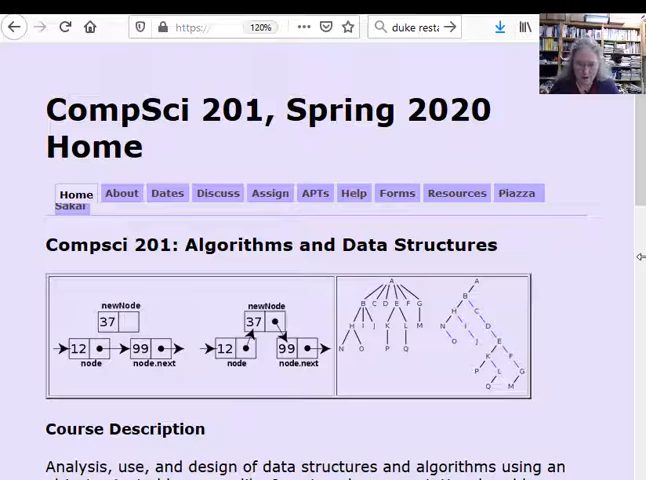 https://
120%
duke resta
CompSci 201, Spring 2020
Home
Home About Dates Discuss Assign APTs Help Forms Resources Piazza
Sakai
Compsci 201: Algorithms and Data Structures
newNode
37
12 99
node node.next
newNode
37
12 99
node node.next
A
B C D E F G
H I J K L M
N O P Q
A
B
H C
N I D
O J E
K F
P L G
Q M
Course Description
Analysis, use, and design of data structures and algorithms using an